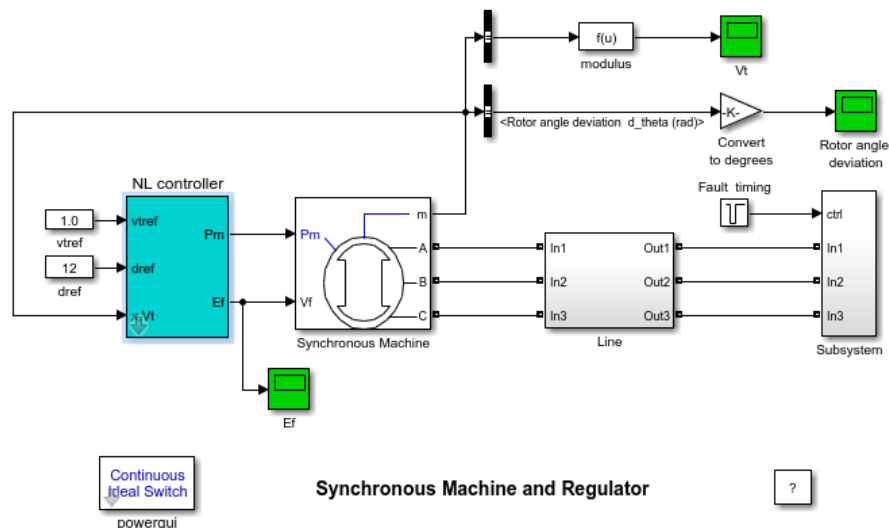 f(u)
modulus
Vt
<Rotor angle deviation d_theta (rad)>
-K-
Convert
to degrees
Rotor angle
deviation
NL controller
1.0
vtref
vtref
12
dref
dref
x-Vt
Pm
Ef
Ef
Pm
Vf
m
A
B
C
Synchronous Machine
In1
In2
In3
Out1
Out2
Out3
Line
Fault timing
ctrl
In1
In2
In3
Subsystem
Continuous
Ideal Switch
powergui
Synchronous Machine and Regulator
?